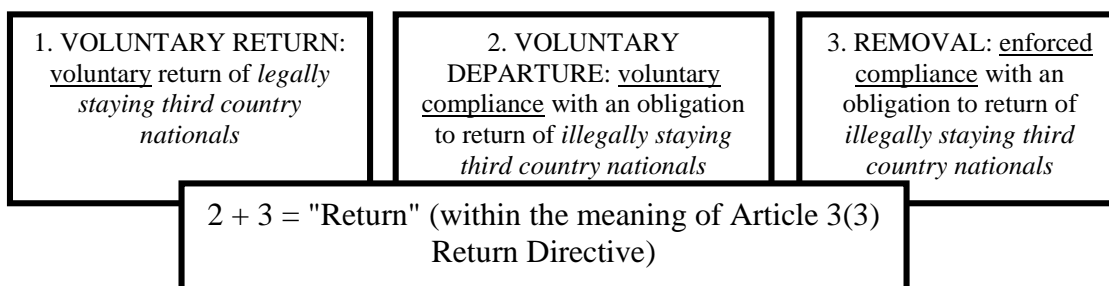 1. VOLUNTARY RETURN:
voluntary return of legally
staying third country
nationals
2. VOLUNTARY
DEPARTURE: voluntary
compliance with an obligation
to return of illegally staying
third country nationals
3. REMOVAL: enforced
compliance with an
obligation to return of
illegally staying third
country nationals
2 + 3 = "Return" (within the meaning of Article 3(3)
Return Directive)